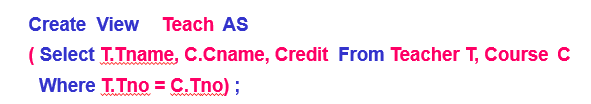 Create View Teach AS
( Select T.Tname, C.Cname, Credit From Teacher T, Course C
Where T.Tno = C.Tno) ;